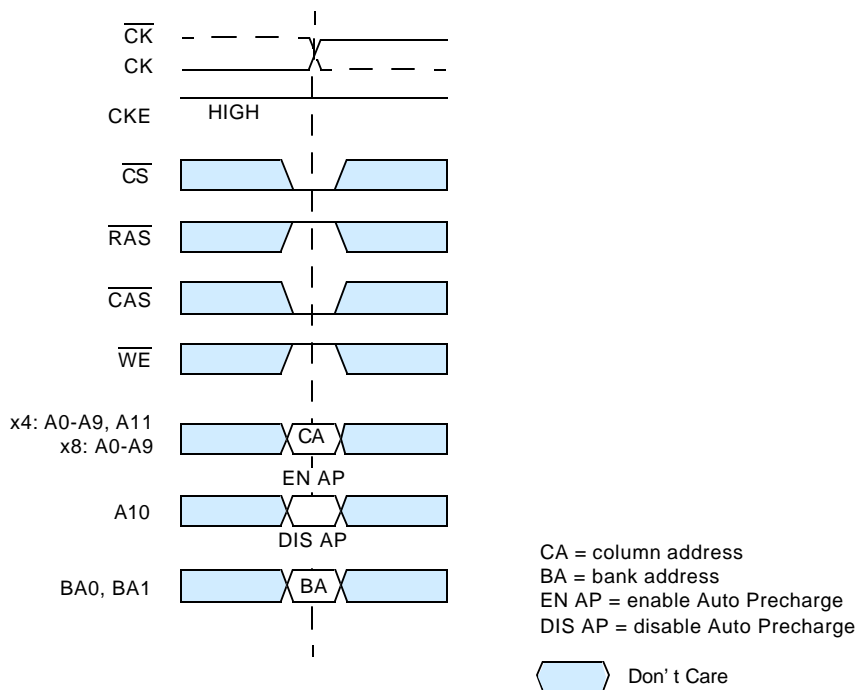 CK
CK
CKE
HIGH
CS
RAS
CAS
WE
x4: A0-A9, A11
x8: A0-A9
CA
EN AP
A10
DIS AP
BA0, BA1
BA
CA = column address
BA = bank address
EN AP = enable Auto Precharge
DIS AP = disable Auto Precharge
Don' t Care